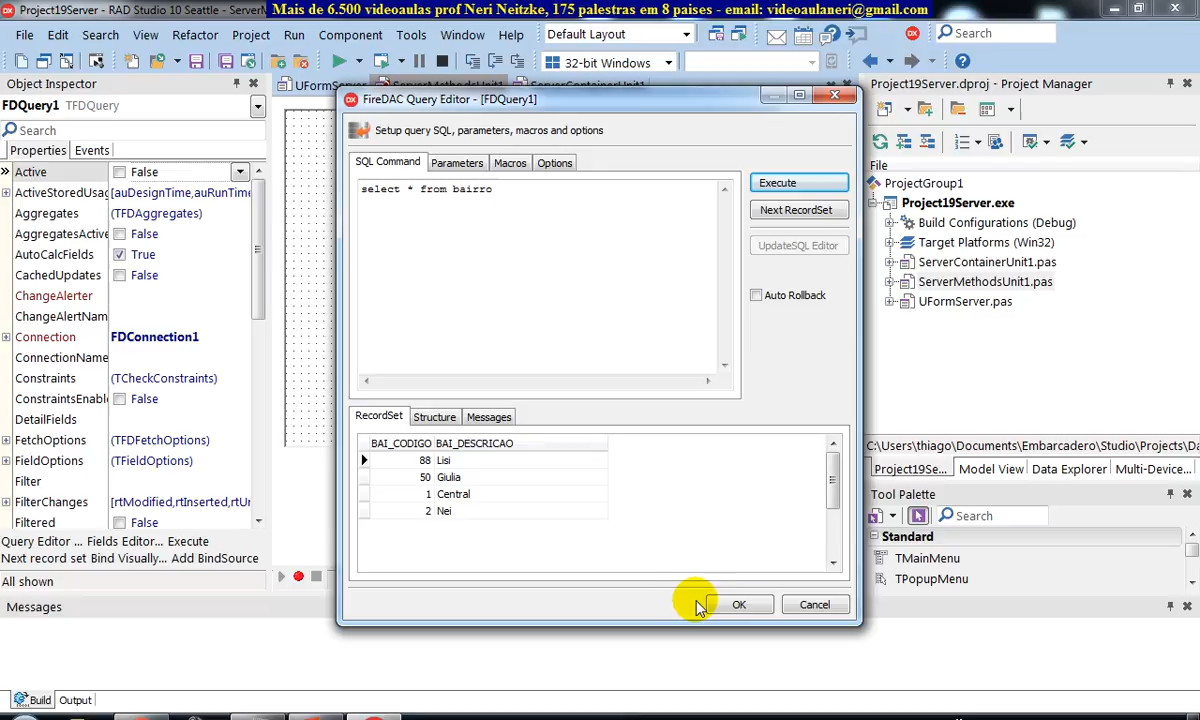 Project19Server - RAD Studio 10 Seattle - ServerM
Mais de 6.500 videoaulas prof Neri Neitzke, 175 palestras em 8 paises - email: videoaulaneri@gmail.com
File Edit Search View Refactor Project Run Component Tools Window Help Default Layout Search
32-bit Windows
Object Inspector
FDQuery1 TFDQuery
Search
Properties Events
Active False
ActiveStoredUsag [auDesignTime,auRunTime
Aggregates (TFDAggregates)
AggregatesActive False
AutoCalcFields True
CachedUpdates False
ChangeAlerter
ChangeAlertNam
Connection FDConnection1
ConnectionName
Constraints (TCheckConstraints)
ConstraintsEnabl False
DetailFields
FetchOptions (TFDFetchOptions)
FieldOptions (TFieldOptions)
Filter
FilterChanges [rtModified,rtInserted,rtUn
Filtered False
Query Editor ... Fields Editor... Execute
Next record set Bind Visually... Add BindSource
All shown
UFormServer ServerMethodsUnit1 ServerContainerUnit1
FireDAC Query Editor - [FDQuery1]
Setup query SQL, parameters, macros and options
SQL Command Parameters Macros Options
select * from bairro
Execute
Next RecordSet
UpdateSQL Editor
Auto Rollback
RecordSet Structure Messages
BAI_CODIGO BAI_DESCRICAO
88 Lisi
50 Giulia
1 Central
2 Nei
OK Cancel
Project19Server.dproj - Project Manager
File
ProjectGroup1
Project19Server.exe
Build Configurations (Debug)
Target Platforms (Win32)
ServerContainerUnit1.pas
ServerMethodsUnit1.pas
UFormServer.pas
C:\Users\thiago\Documents\Embarcadero\Studio\Projects\Da
Project19Se... Model View Data Explorer Multi-Device...
Tool Palette
Search
Standard
TMainMenu
TPopupMenu
Messages
Build Output